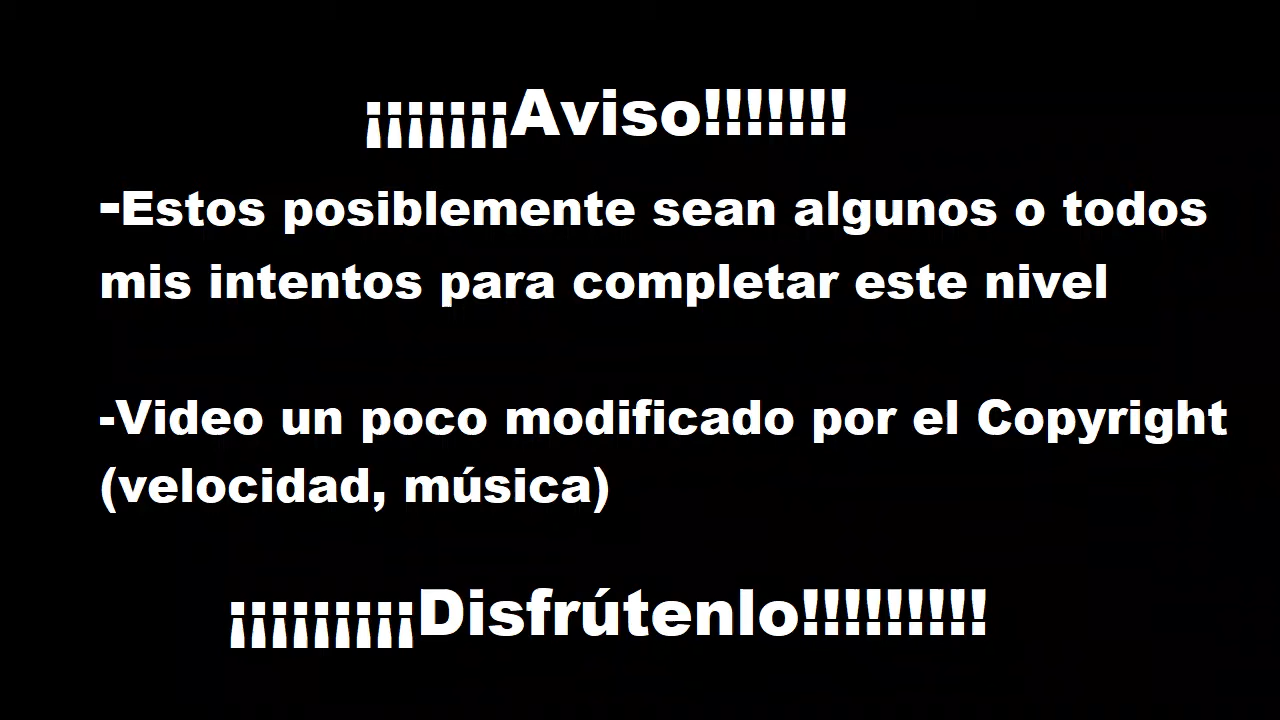 ¡¡¡¡¡¡¡Aviso!!!!!!!
-Estos posiblemente sean algunos o todos
mis intentos para completar este nivel
-Video un poco modificado por el Copyright
(velocidad, música)
¡¡¡¡¡¡¡¡¡Disfrútenlo!!!!!!!!!